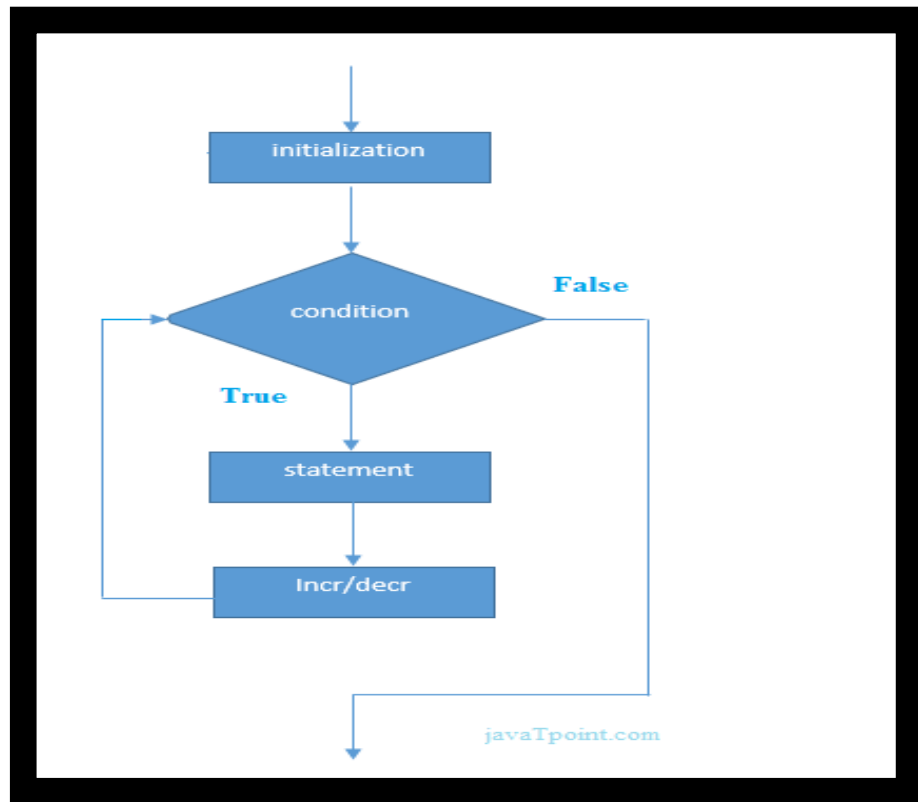 initialization
condition
False
True
statement
Incr/decr
javaTpoint.com